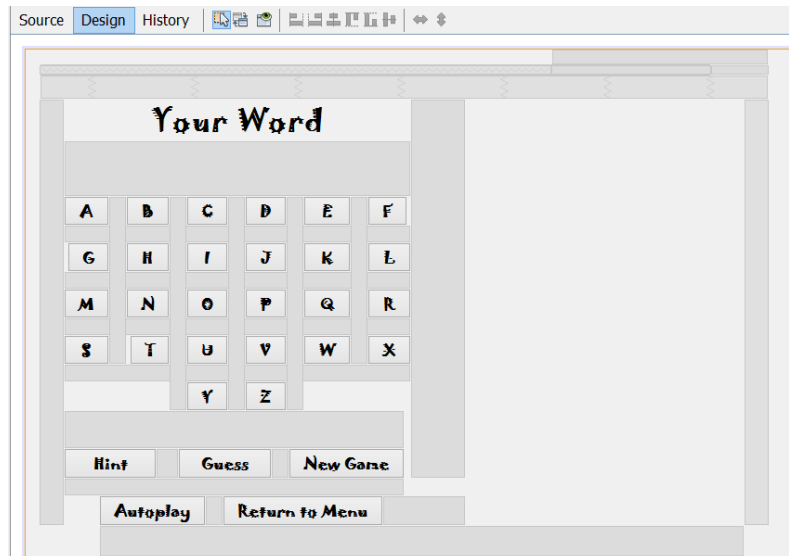 Source Design History
Your Word
A B C D E F
G H I J K L
M N O P Q R
S T U V W X
Y Z
Hint Guess New Game
Autoplay Return to Menu